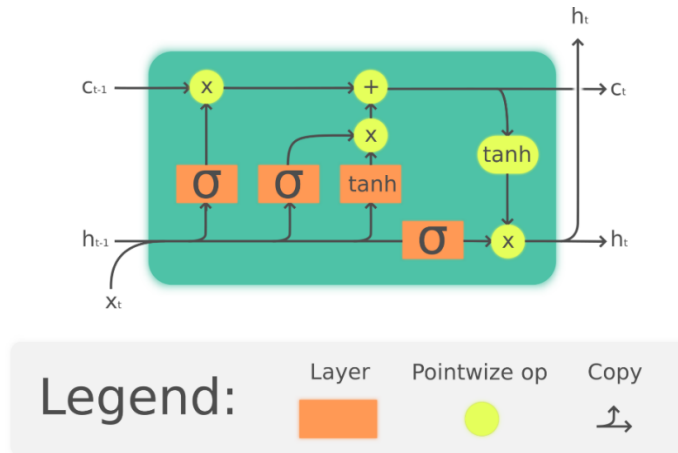 hₜ
cₜ₋₁ x + cₜ
x
tanh
σ σ tanh
hₜ₋₁ σ x hₜ
xₜ
Legend:
Layer Pointwize op Copy